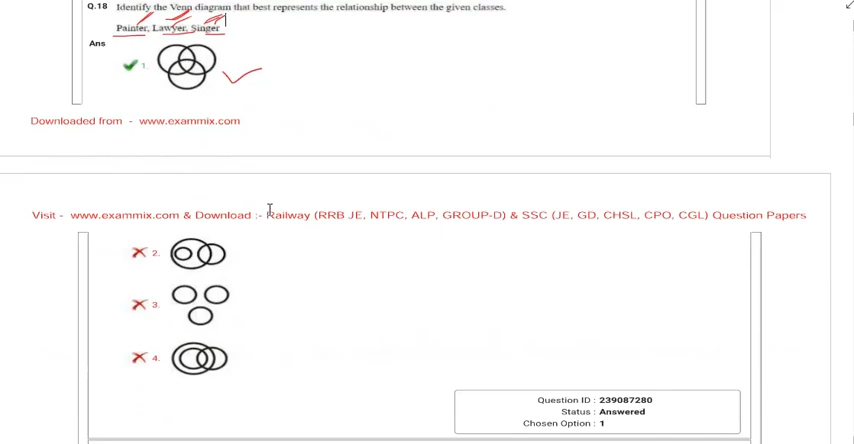 Q.18 Identify the Venn diagram that best represents the relationship between the given classes.
Painter, Lawyer, Singer
Ans
1.
Downloaded from - www.exammix.com
Visit - www.exammix.com & Download :- Railway (RRB JE, NTPC, ALP, GROUP-D) & SSC (JE, GD, CHSL, CPO, CGL) Question Papers
2.
3.
4.
Question ID : 239087280
Status : Answered
Chosen Option : 1